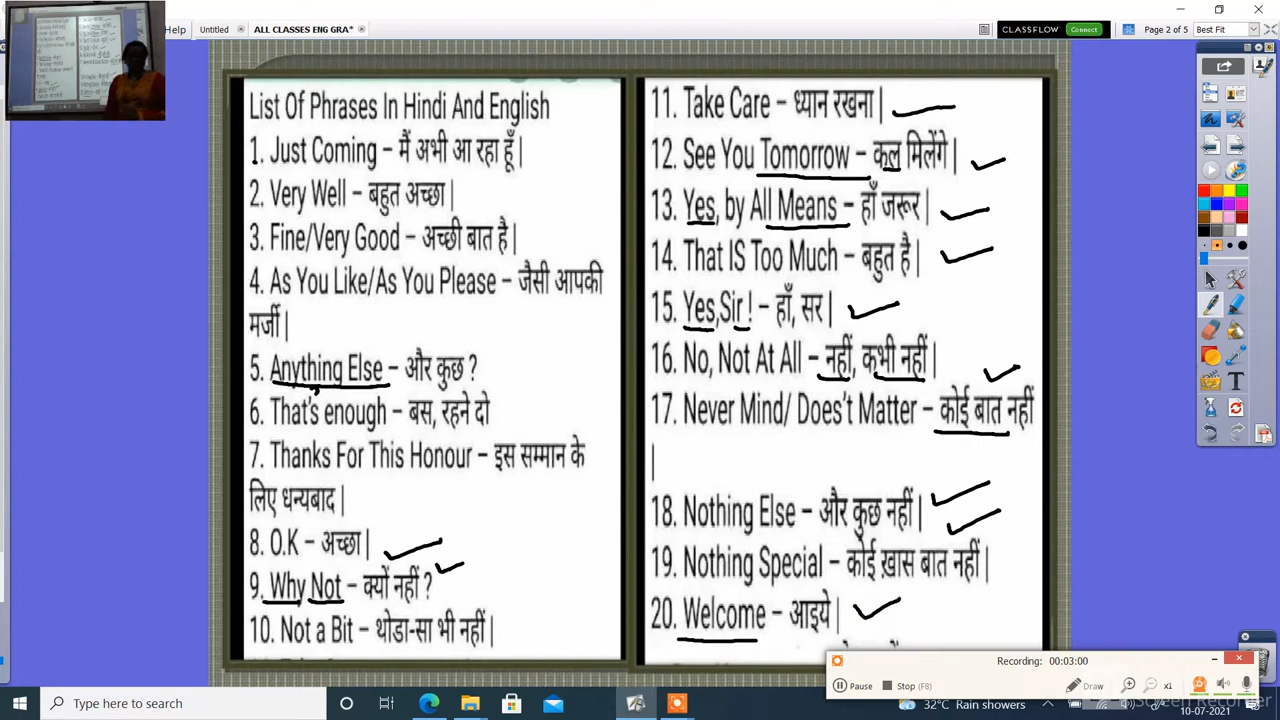 Untitled
ALL CLASSES ENG GRA*
CLASSFLOW
Connect
Page 2 of 5
Best Fit
List Of Phrases In Hindi And English
1. Just Coming – मैं अभी आ रहा हूँ|
2. Very Well – बहुत अच्छा|
3. Fine/Very Good – अच्छी बात है|
4. As You Like/As You Please – जैसी आपकी
मर्जी|
5. Anything Else – और कुछ ?
6. That's enough – बस, रहने दो
7. Thanks For This Honour – इस सम्मान के
लिए धन्यबाद|
8. O.K – अच्छा|
9. Why Not – क्यों नहीं ?
10. Not a Bit – थोडा-सा भी नहीं|
11. Take Care – ध्यान रखना|
12. See You Tomorrow – कल मिलेंगे|
13. Yes, by All Means – हाँ जरूर|
14. That IS Too Much – बहुत है|
15. Yes,Sir ! – हाँ, सर|
16. No, Not At All – नहीं, कभी नहीं|
17. Never Mind/ Does't Matter – कोई बात नहीं
|
18. Nothing Else – और कुछ नहीं|
19. Nothing Special – कोई ख़ास बात नहीं|
20. Welcome – आइये|
Recording: 00:03:00
Pause
Stop (F8)
Draw
x1
Type here to search
32°C Rain showers
10-07-2021